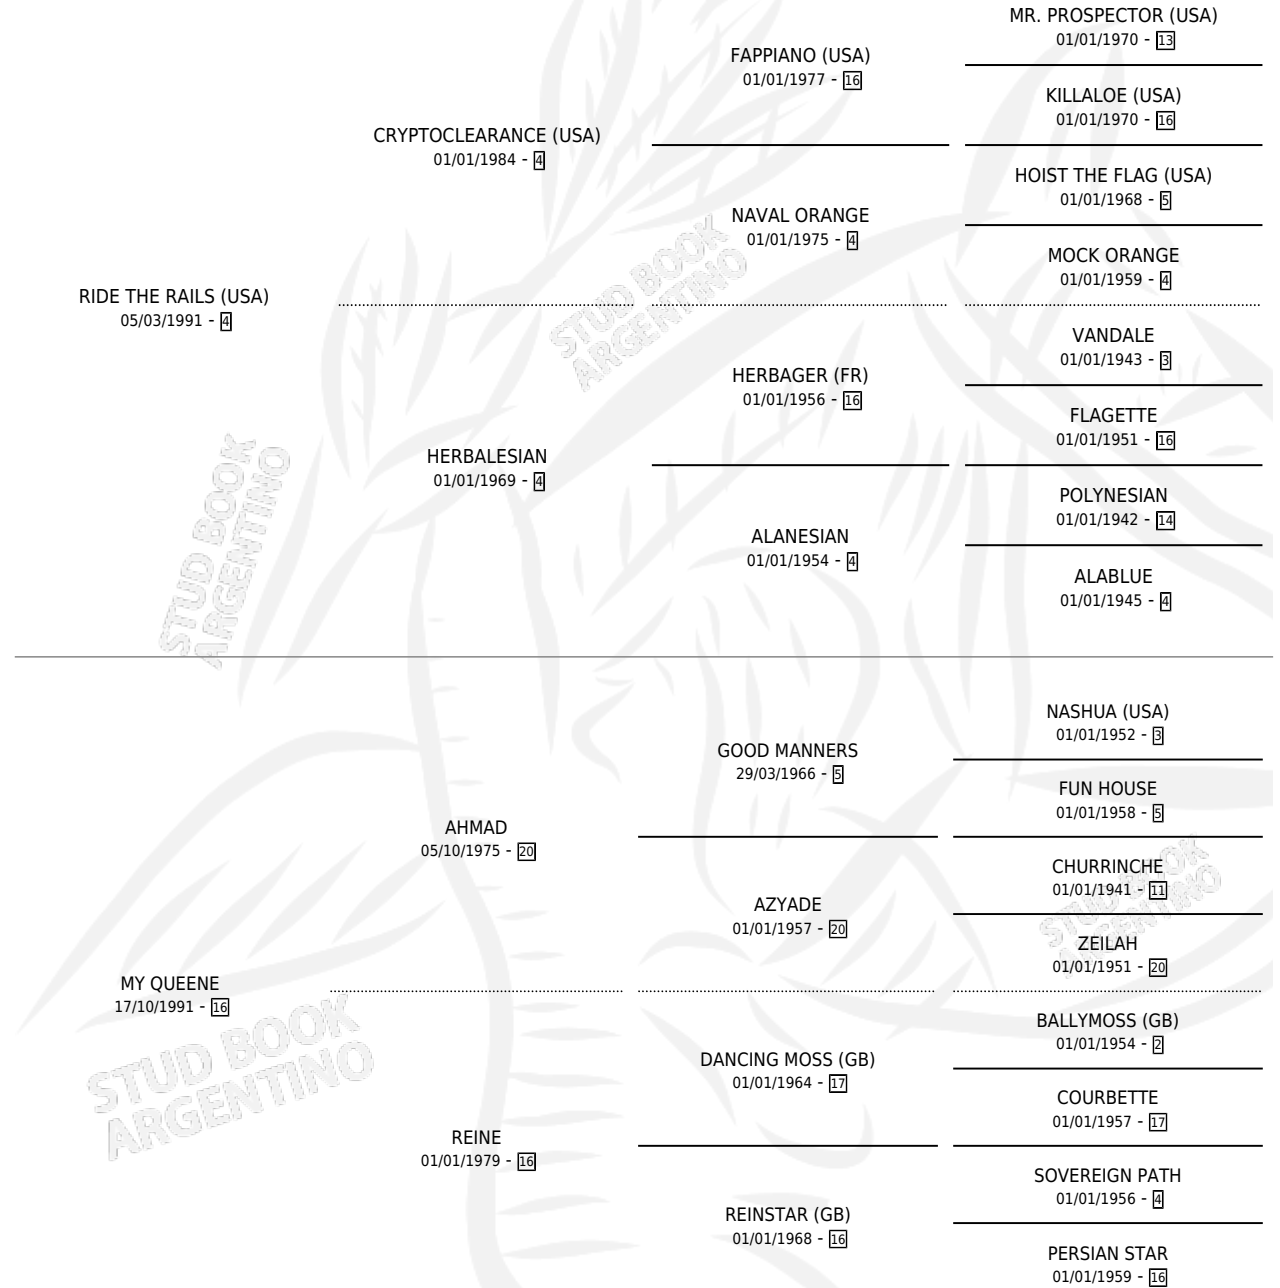 MR. PROSPECTOR (USA)
01/01/1970 - 13
FAPPIANO (USA)
01/01/1977 - 16
KILLALOE (USA)
01/01/1970 - 16
CRYPTOCLEARANCE (USA)
01/01/1984 - 4
HOIST THE FLAG (USA)
01/01/1968 - 5
NAVAL ORANGE
01/01/1975 - 4
MOCK ORANGE
01/01/1959 - 4
RIDE THE RAILS (USA)
05/03/1991 - 4
VANDALE
01/01/1943 - 3
HERBAGER (FR)
01/01/1956 - 16
FLAGETTE
01/01/1951 - 16
HERBALESIAN
01/01/1969 - 4
POLYNESIAN
01/01/1942 - 14
ALANESIAN
01/01/1954 - 4
ALABLUE
01/01/1945 - 4
STUD BOOK
ARGENTINO
STUD BOOK
ARGENTINO
NASHUA (USA)
01/01/1952 - 3
GOOD MANNERS
29/03/1966 - 5
FUN HOUSE
01/01/1958 - 5
AHMAD
05/10/1975 - 20
CHURRINCHE
01/01/1941 - 11
AZYADE
01/01/1957 - 20
ZEILAH
01/01/1951 - 20
STUD BOOK
ARGENTINO
MY QUEENE
17/10/1991 - 16
BALLYMOSS (GB)
01/01/1954 - 2
DANCING MOSS (GB)
01/01/1964 - 17
COURBETTE
01/01/1957 - 17
STUD BOOK
ARGENTINO
REINE
01/01/1979 - 16
SOVEREIGN PATH
01/01/1956 - 4
REINSTAR (GB)
01/01/1968 - 16
PERSIAN STAR
01/01/1959 - 16